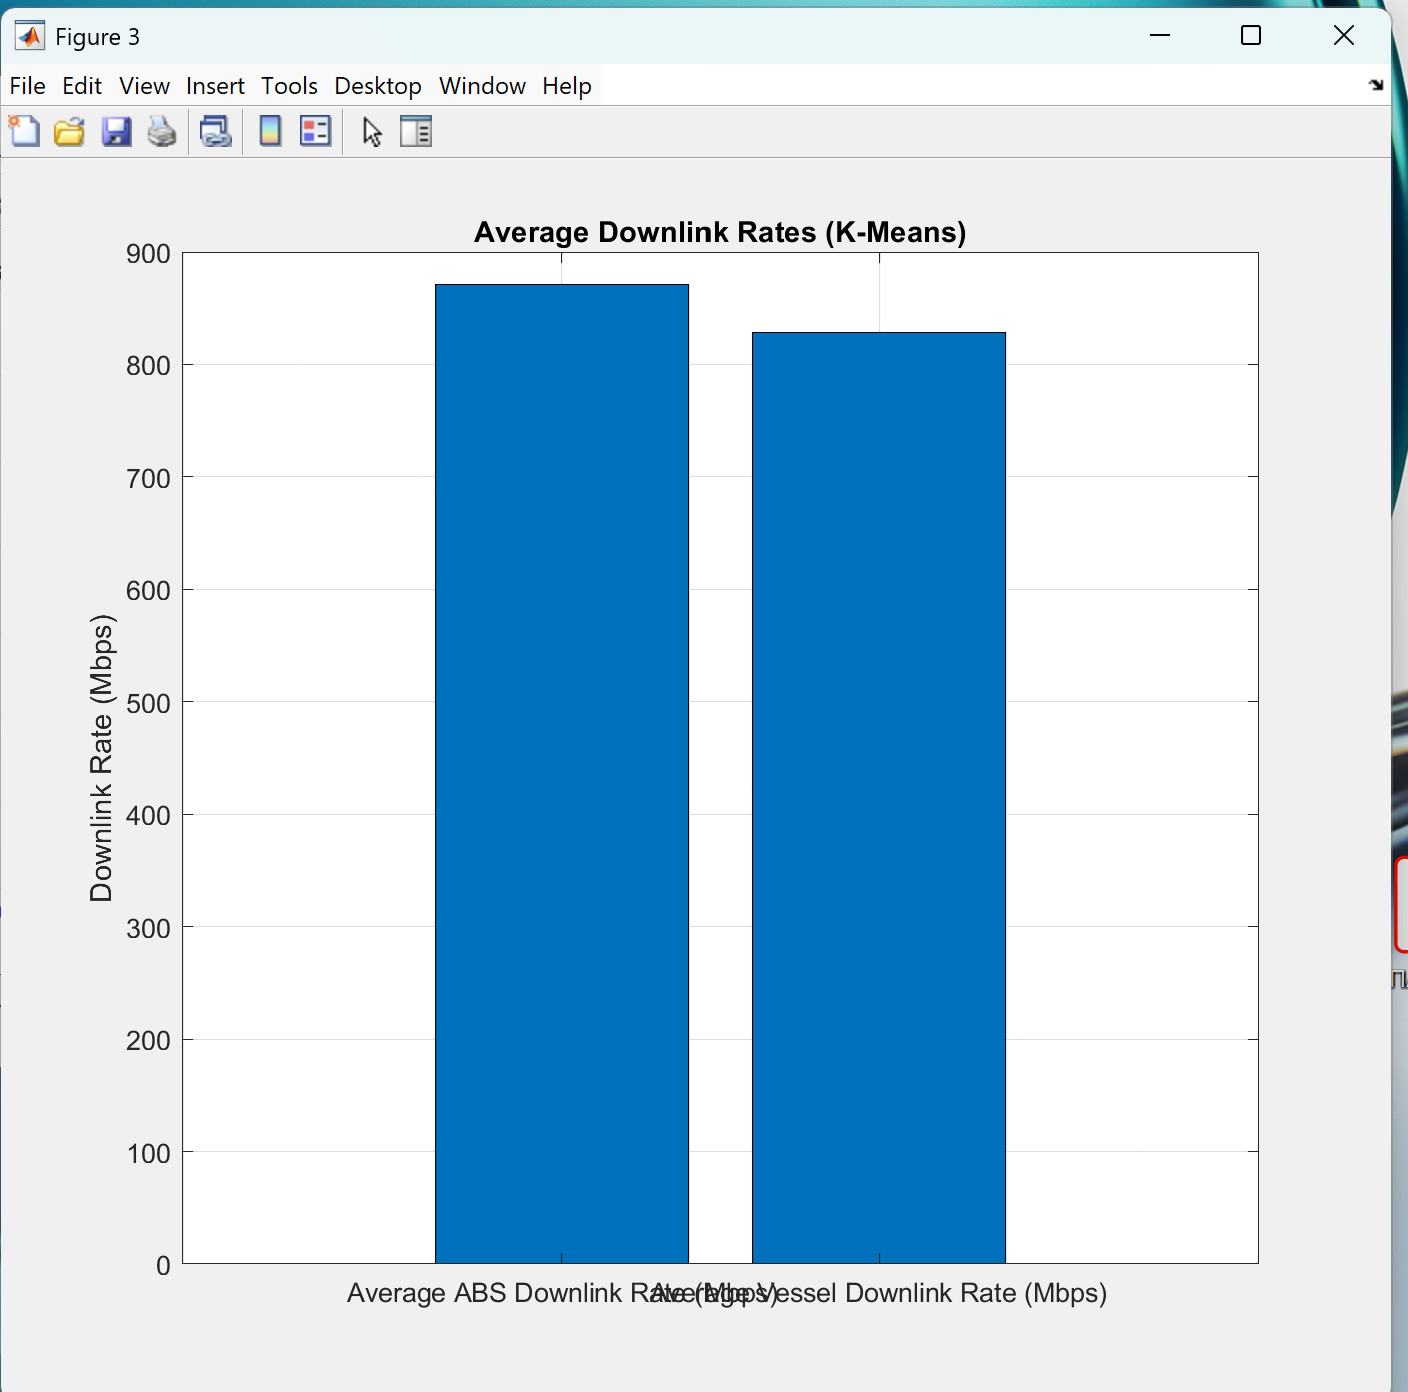 Figure 3
File Edit View Insert Tools Desktop Window Help
Average Downlink Rates (K-Means)
900
800
700
600
500
400
300
200
100
0
Downlink Rate (Mbps)
Average ABS Downlink Rate (Mbps)
Average Vessel Downlink Rate (Mbps)